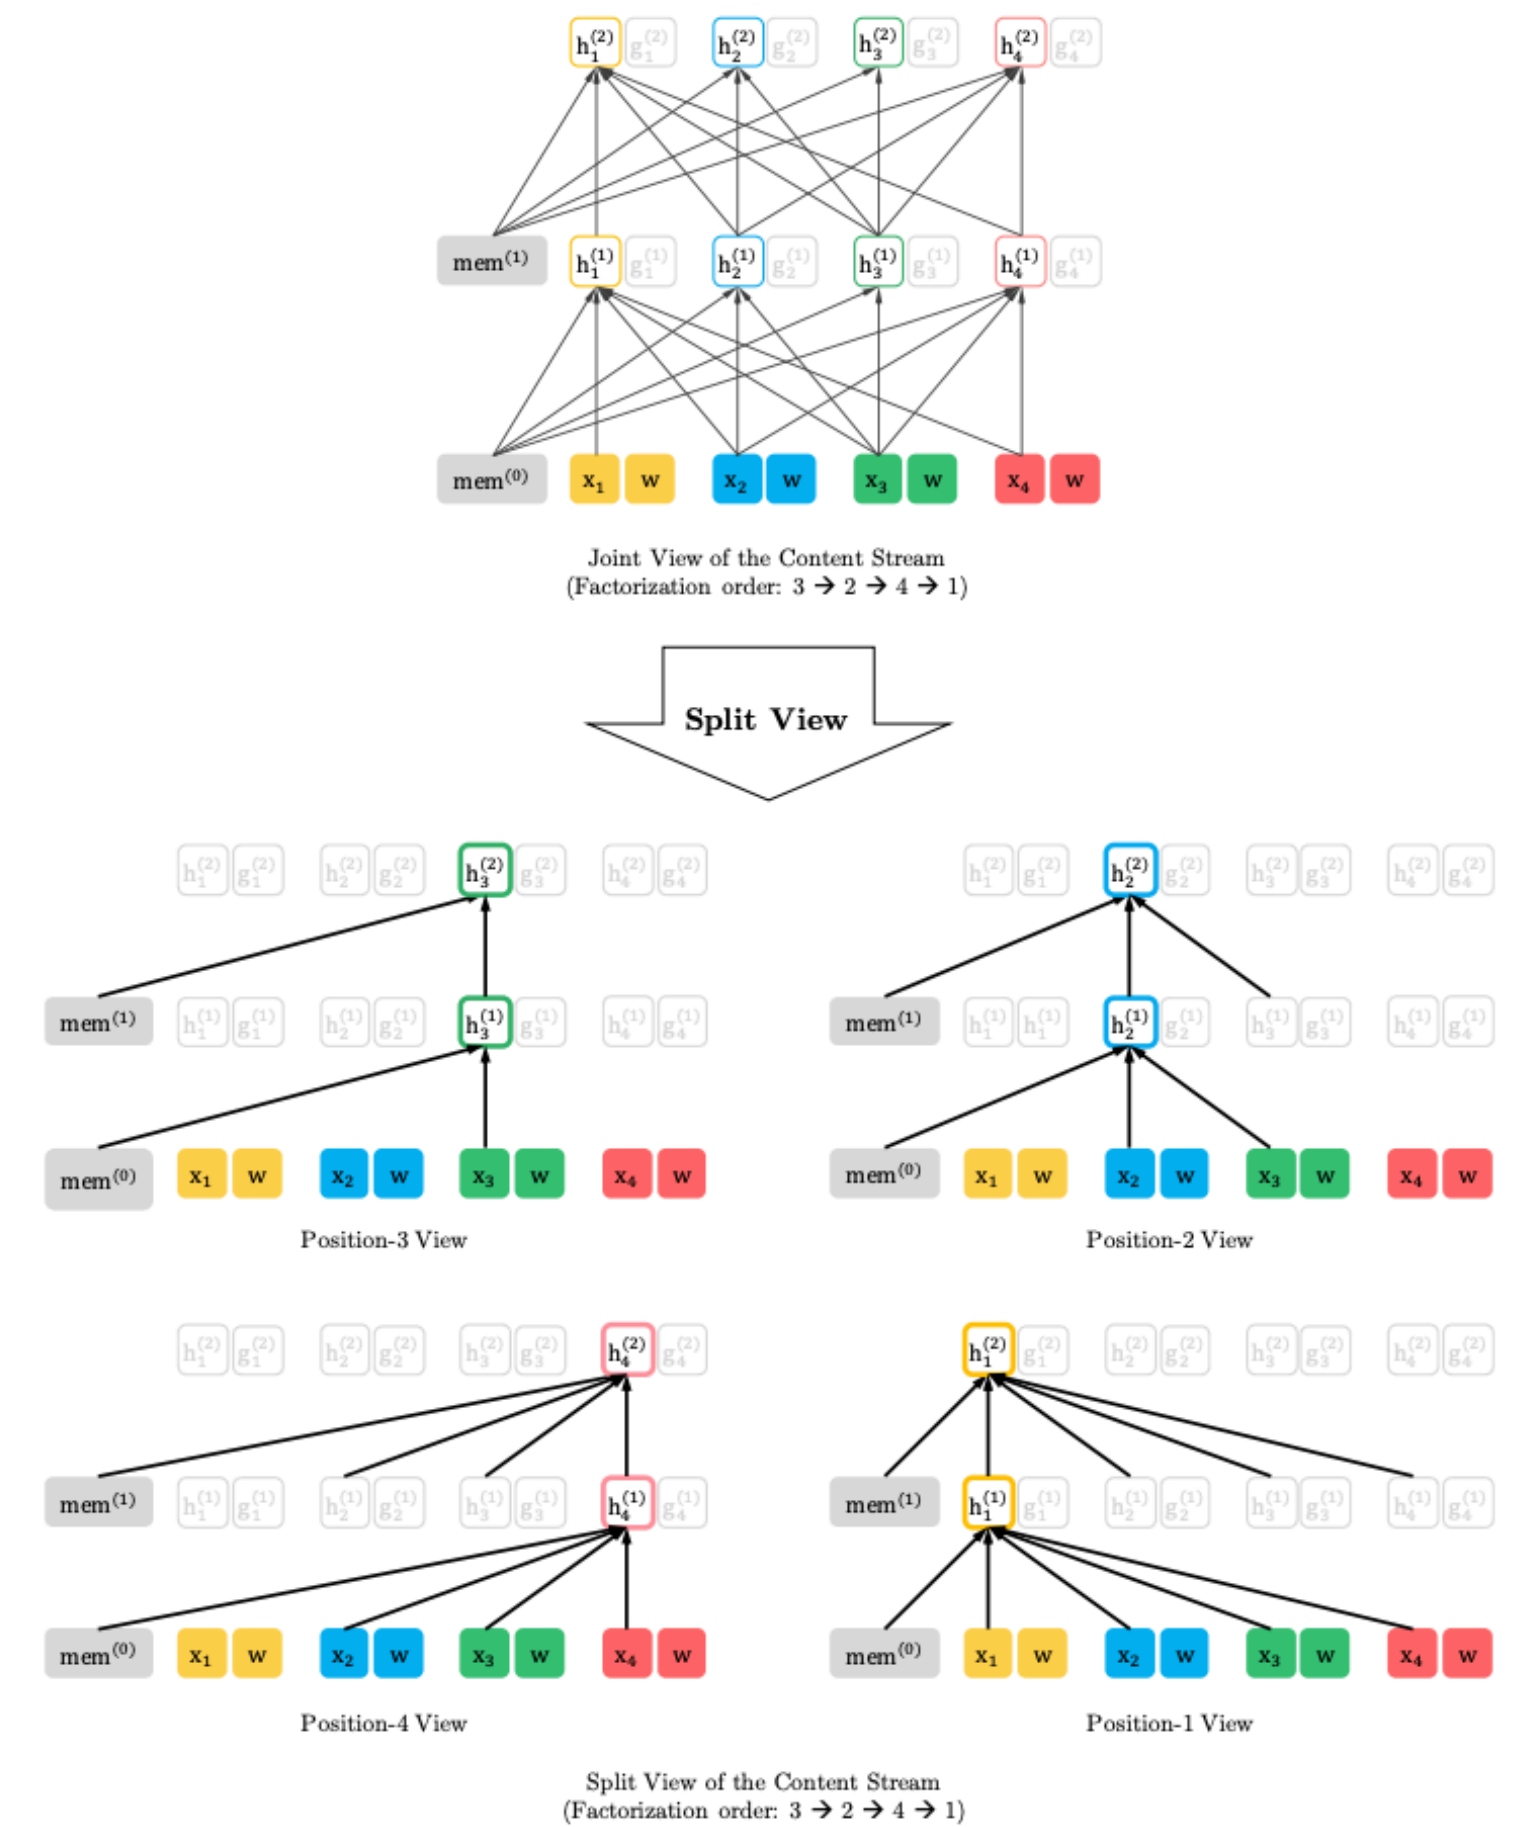 h₁⁽²⁾ g₁⁽²⁾ h₂⁽²⁾ g₂⁽²⁾ h₃⁽²⁾ g₃⁽²⁾ h₄⁽²⁾ g₄⁽²⁾
mem⁽¹⁾ h₁⁽¹⁾ g₁⁽¹⁾ h₂⁽¹⁾ g₂⁽¹⁾ h₃⁽¹⁾ g₃⁽¹⁾ h₄⁽¹⁾ g₄⁽¹⁾
mem⁽⁰⁾ x₁ w x₂ w x₃ w x₄ w
Joint View of the Content Stream
(Factorization order: 3 → 2 → 4 → 1)
Split View
h₁⁽²⁾ g₁⁽²⁾ h₂⁽²⁾ g₂⁽²⁾ h₃⁽²⁾ g₃⁽²⁾ h₄⁽²⁾ g₄⁽²⁾
mem⁽¹⁾ h₁⁽¹⁾ g₁⁽¹⁾ h₂⁽¹⁾ g₂⁽¹⁾ h₃⁽¹⁾ g₃⁽¹⁾ h₄⁽¹⁾ g₄⁽¹⁾
mem⁽⁰⁾ x₁ w x₂ w x₃ w x₄ w
Position-3 View
h₁⁽²⁾ g₁⁽²⁾ h₂⁽²⁾ g₂⁽²⁾ h₃⁽²⁾ g₃⁽²⁾ h₄⁽²⁾ g₄⁽²⁾
mem⁽¹⁾ h₁⁽¹⁾ h₁⁽¹⁾ h₂⁽¹⁾ g₂⁽¹⁾ h₃⁽¹⁾ g₃⁽¹⁾ h₄⁽¹⁾ g₄⁽¹⁾
mem⁽⁰⁾ x₁ w x₂ w x₃ w x₄ w
Position-2 View
h₁⁽²⁾ g₁⁽²⁾ h₂⁽²⁾ g₂⁽²⁾ h₃⁽²⁾ g₃⁽²⁾ h₄⁽²⁾ g₄⁽²⁾
mem⁽¹⁾ h₁⁽¹⁾ g₁⁽¹⁾ h₂⁽¹⁾ g₂⁽¹⁾ h₃⁽¹⁾ g₃⁽¹⁾ h₄⁽¹⁾ g₄⁽¹⁾
mem⁽⁰⁾ x₁ w x₂ w x₃ w x₄ w
Position-4 View
h₁⁽²⁾ g₁⁽²⁾ h₂⁽²⁾ g₂⁽²⁾ h₃⁽²⁾ g₃⁽²⁾ h₄⁽²⁾ g₄⁽²⁾
mem⁽¹⁾ h₁⁽¹⁾ g₁⁽¹⁾ h₂⁽¹⁾ g₂⁽¹⁾ h₃⁽¹⁾ g₃⁽¹⁾ h₄⁽¹⁾ g₄⁽¹⁾
mem⁽⁰⁾ x₁ w x₂ w x₃ w x₄ w
Position-1 View
Split View of the Content Stream
(Factorization order: 3 → 2 → 4 → 1)